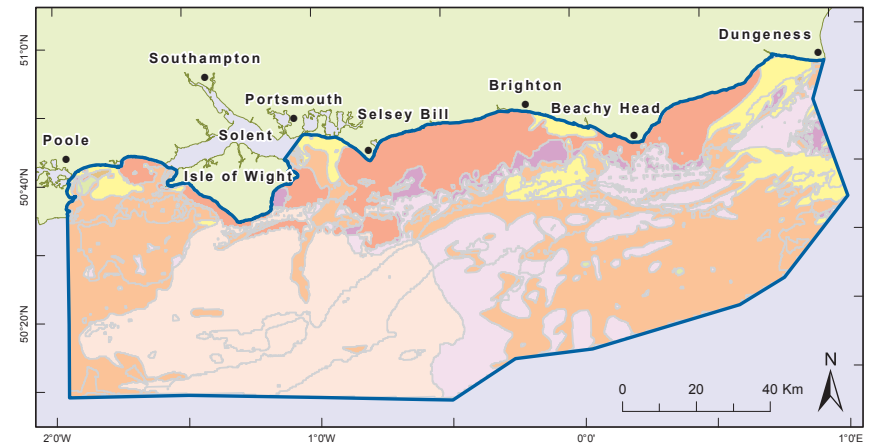 Dungeness
51°0'N
Southampton
Brighton
Portsmouth
Selsey Bill
Beachy Head
Solent
Poole
Isle of Wight
50°40'N
50°20'N
N
0 20 40 Km
2°0'W 1°0'W 0°0' 1°0'E